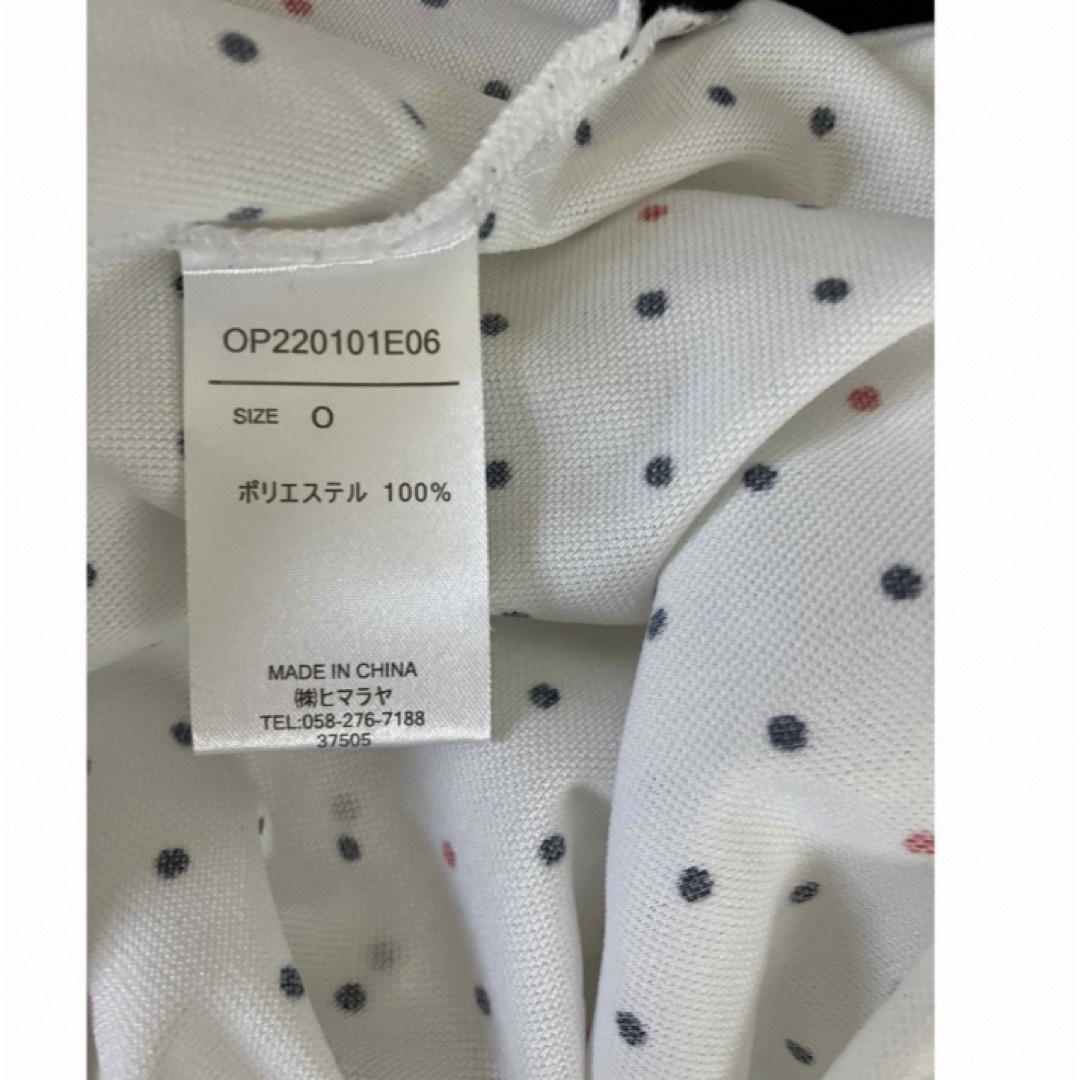 OP220101E06
SIZE O
ポリエステル 100%
MADE IN CHINA
㈱ヒマラヤ
TEL:058-276-7188
37505